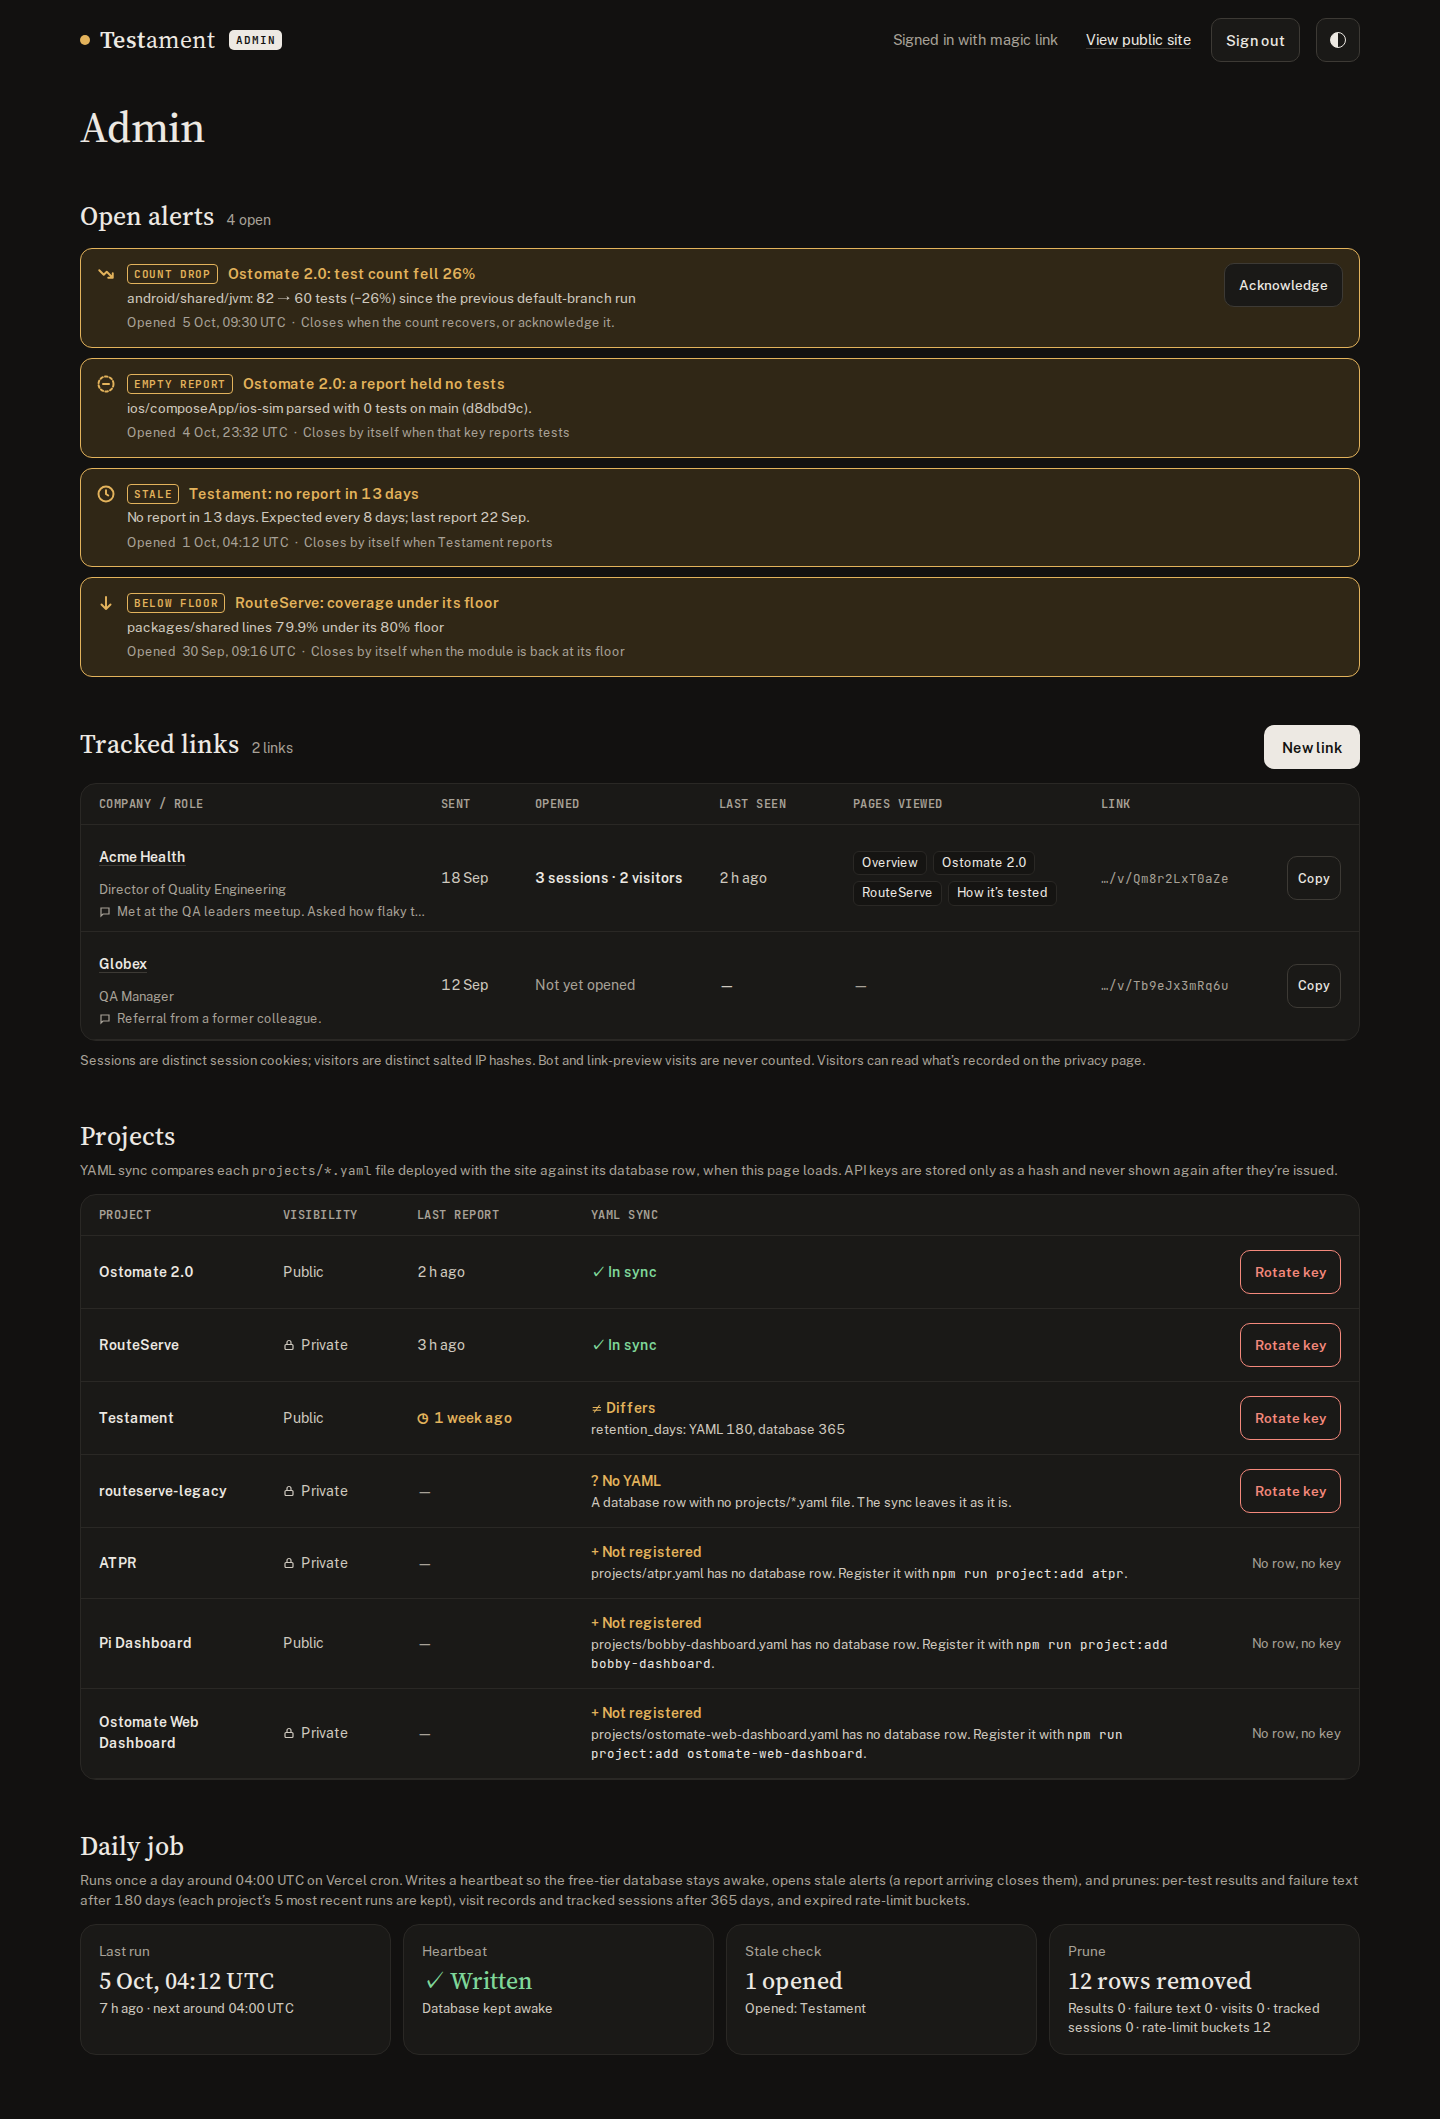 Testament ADMIN Signed in with magic link View public site Sign out
Admin
Open alerts 4 open
COUNT DROP Ostomate 2.0: test count fell 26%
android/shared/jvm: 82 → 60 tests (−26%) since the previous default-branch run
Opened 5 Oct, 09:30 UTC · Closes when the count recovers, or acknowledge it.
Acknowledge
EMPTY REPORT Ostomate 2.0: a report held no tests
ios/composeApp/ios-sim parsed with 0 tests on main (d8dbd9c).
Opened 4 Oct, 23:32 UTC · Closes by itself when that key reports tests
STALE Testament: no report in 13 days
No report in 13 days. Expected every 8 days; last report 22 Sep.
Opened 1 Oct, 04:12 UTC · Closes by itself when Testament reports
BELOW FLOOR RouteServe: coverage under its floor
packages/shared lines 79.9% under its 80% floor
Opened 30 Sep, 09:16 UTC · Closes by itself when the module is back at its floor
Tracked links 2 links New link
COMPANY / ROLE SENT OPENED LAST SEEN PAGES VIEWED LINK
Acme Health
Director of Quality Engineering
Met at the QA leaders meetup. Asked how flaky t…
18 Sep 3 sessions · 2 visitors 2 h ago
Overview Ostomate 2.0
RouteServe How it’s tested
…/v/Qm8r2LxT0aZe Copy
Globex
QA Manager
Referral from a former colleague.
12 Sep Not yet opened — — …/v/Tb9eJx3mRq6u Copy
Sessions are distinct session cookies; visitors are distinct salted IP hashes. Bot and link-preview visits are never counted. Visitors can read what’s recorded on the privacy page.
Projects
YAML sync compares each projects/*.yaml file deployed with the site against its database row, when this page loads. API keys are stored only as a hash and never shown again after they’re issued.
PROJECT VISIBILITY LAST REPORT YAML SYNC
Ostomate 2.0 Public 2 h ago ✓ In sync Rotate key
RouteServe Private 3 h ago ✓ In sync Rotate key
Testament Public 1 week ago ≠ Differs
retention_days: YAML 180, database 365
Rotate key
routeserve-legacy Private — ? No YAML
A database row with no projects/*.yaml file. The sync leaves it as it is.
Rotate key
ATPR Private — + Not registered
projects/atpr.yaml has no database row. Register it with npm run project:add atpr.
No row, no key
Pi Dashboard Public — + Not registered
projects/bobby-dashboard.yaml has no database row. Register it with npm run project:add
bobby-dashboard.
No row, no key
Ostomate Web
Dashboard
Private — + Not registered
projects/ostomate-web-dashboard.yaml has no database row. Register it with npm run
project:add ostomate-web-dashboard.
No row, no key
Daily job
Runs once a day around 04:00 UTC on Vercel cron. Writes a heartbeat so the free-tier database stays awake, opens stale alerts (a report arriving closes them), and prunes: per-test results and failure text
after 180 days (each project’s 5 most recent runs are kept), visit records and tracked sessions after 365 days, and expired rate-limit buckets.
Last run
5 Oct, 04:12 UTC
7 h ago · next around 04:00 UTC
Heartbeat
✓ Written
Database kept awake
Stale check
1 opened
Opened: Testament
Prune
12 rows removed
Results 0 · failure text 0 · visits 0 · tracked
sessions 0 · rate-limit buckets 12